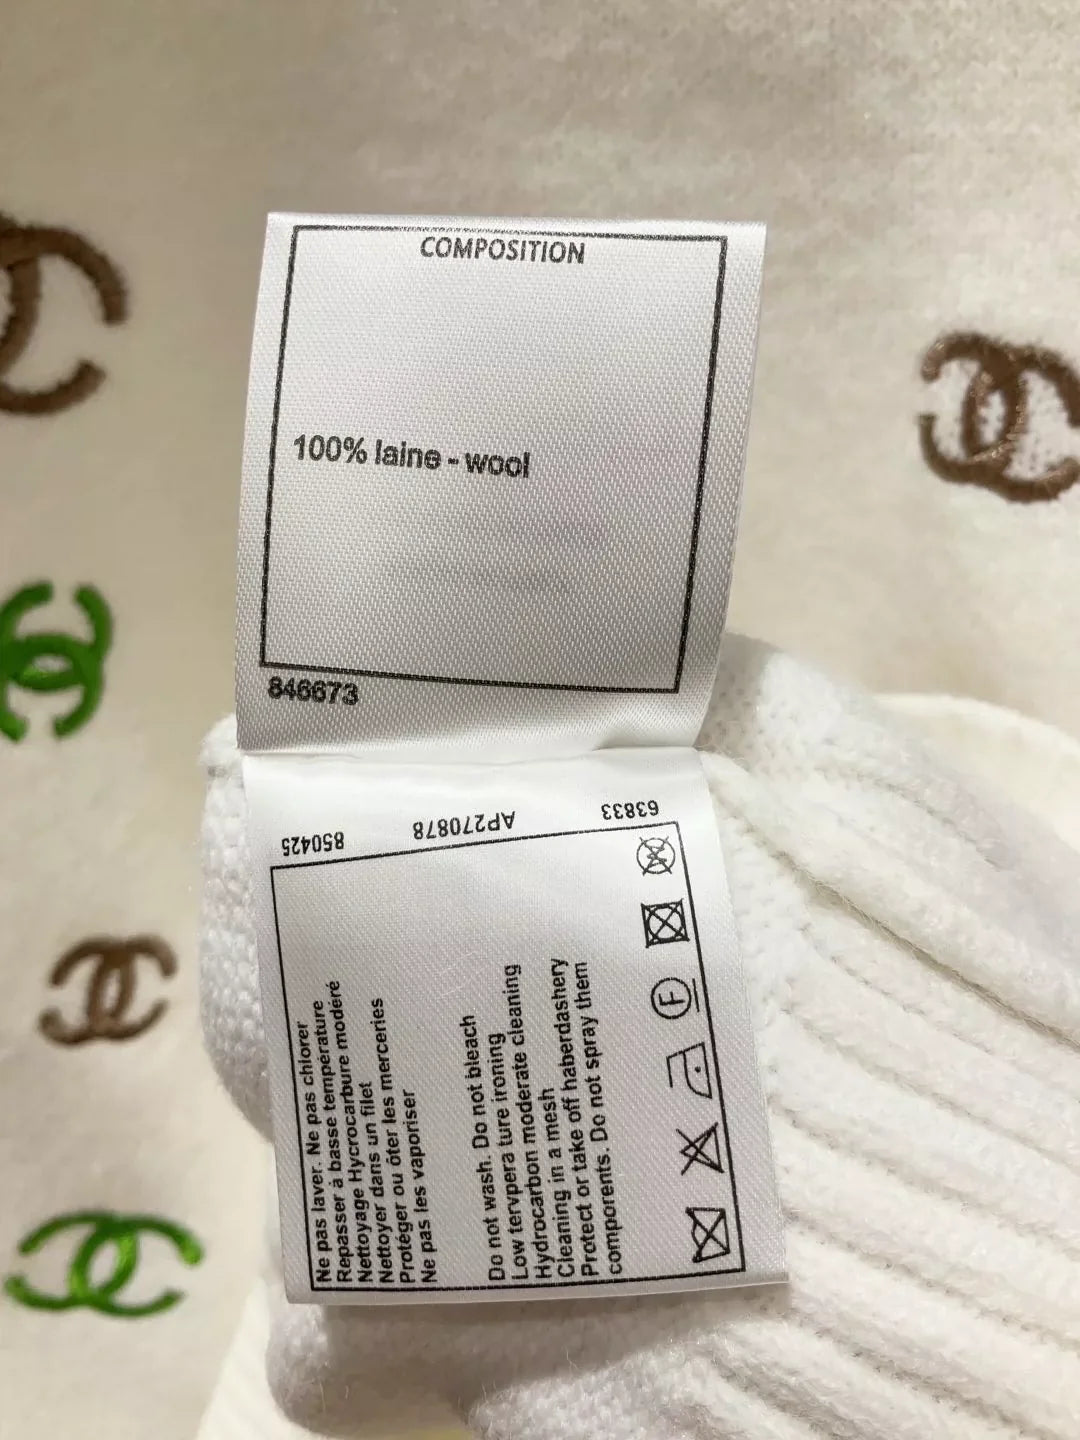 COMPOSITION
100% laine - wool
846673
850425
AP270878
63833
Ne pas laver. Ne pas chlorer
Repasser à basse température
Nettoyage Hycrocarbure modéré
Nettoyer dans un filet
Protéger ou ôter les merceries
Ne pas les vaporiser
Do not wash. Do not bleach
Low tervpera ture ironing
Hydrocarbon moderate cleaning
Cleaning in a mesh
Protect or take off haberdashery
components. Do not spray them
F